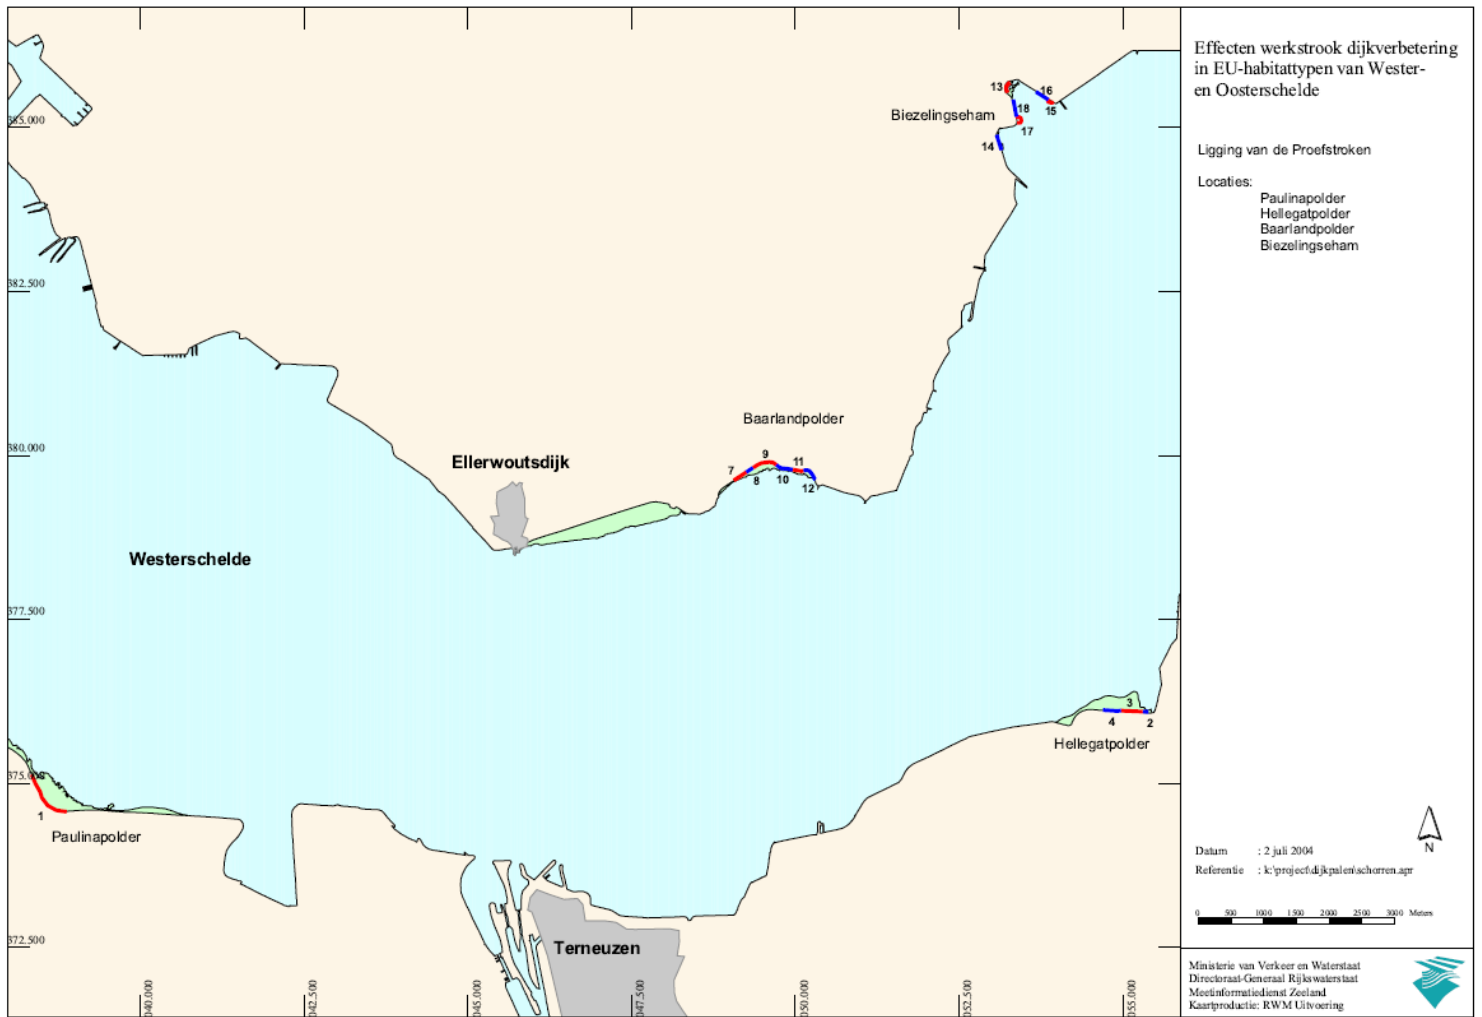 Effecten werkstrook dijkverbetering
in EU-habitattypen van Wester-
en Oosterschelde
Ligging van de Proefstroken
Locaties:
Paulinapolder
Hellegatpolder
Baarlandpolder
Biezelingseham
13
16
15
18
17
14
Biezelingseham
385.000
382.500
380.000
377.500
375.000
372.500
Baarlandpolder
7
9
11
8
10
12
Ellerwoutsdijk
Westerschelde
3
4
2
Hellegatpolder
1
Paulinapolder
Terneuzen
040.000
042.500
045.000
047.500
050.000
052.500
055.000
N
Datum : 2 juli 2004
Referentie : k:\project\dijkpalen\schorren.apr
0 500 1000 1500 2000 2500 3000 Meters
Ministerie van Verkeer en Waterstaat
Directoraat-Generaal Rijkswaterstaat
Meetinformatiedienst Zeeland
Kaartproductie: RWM Uitvoering